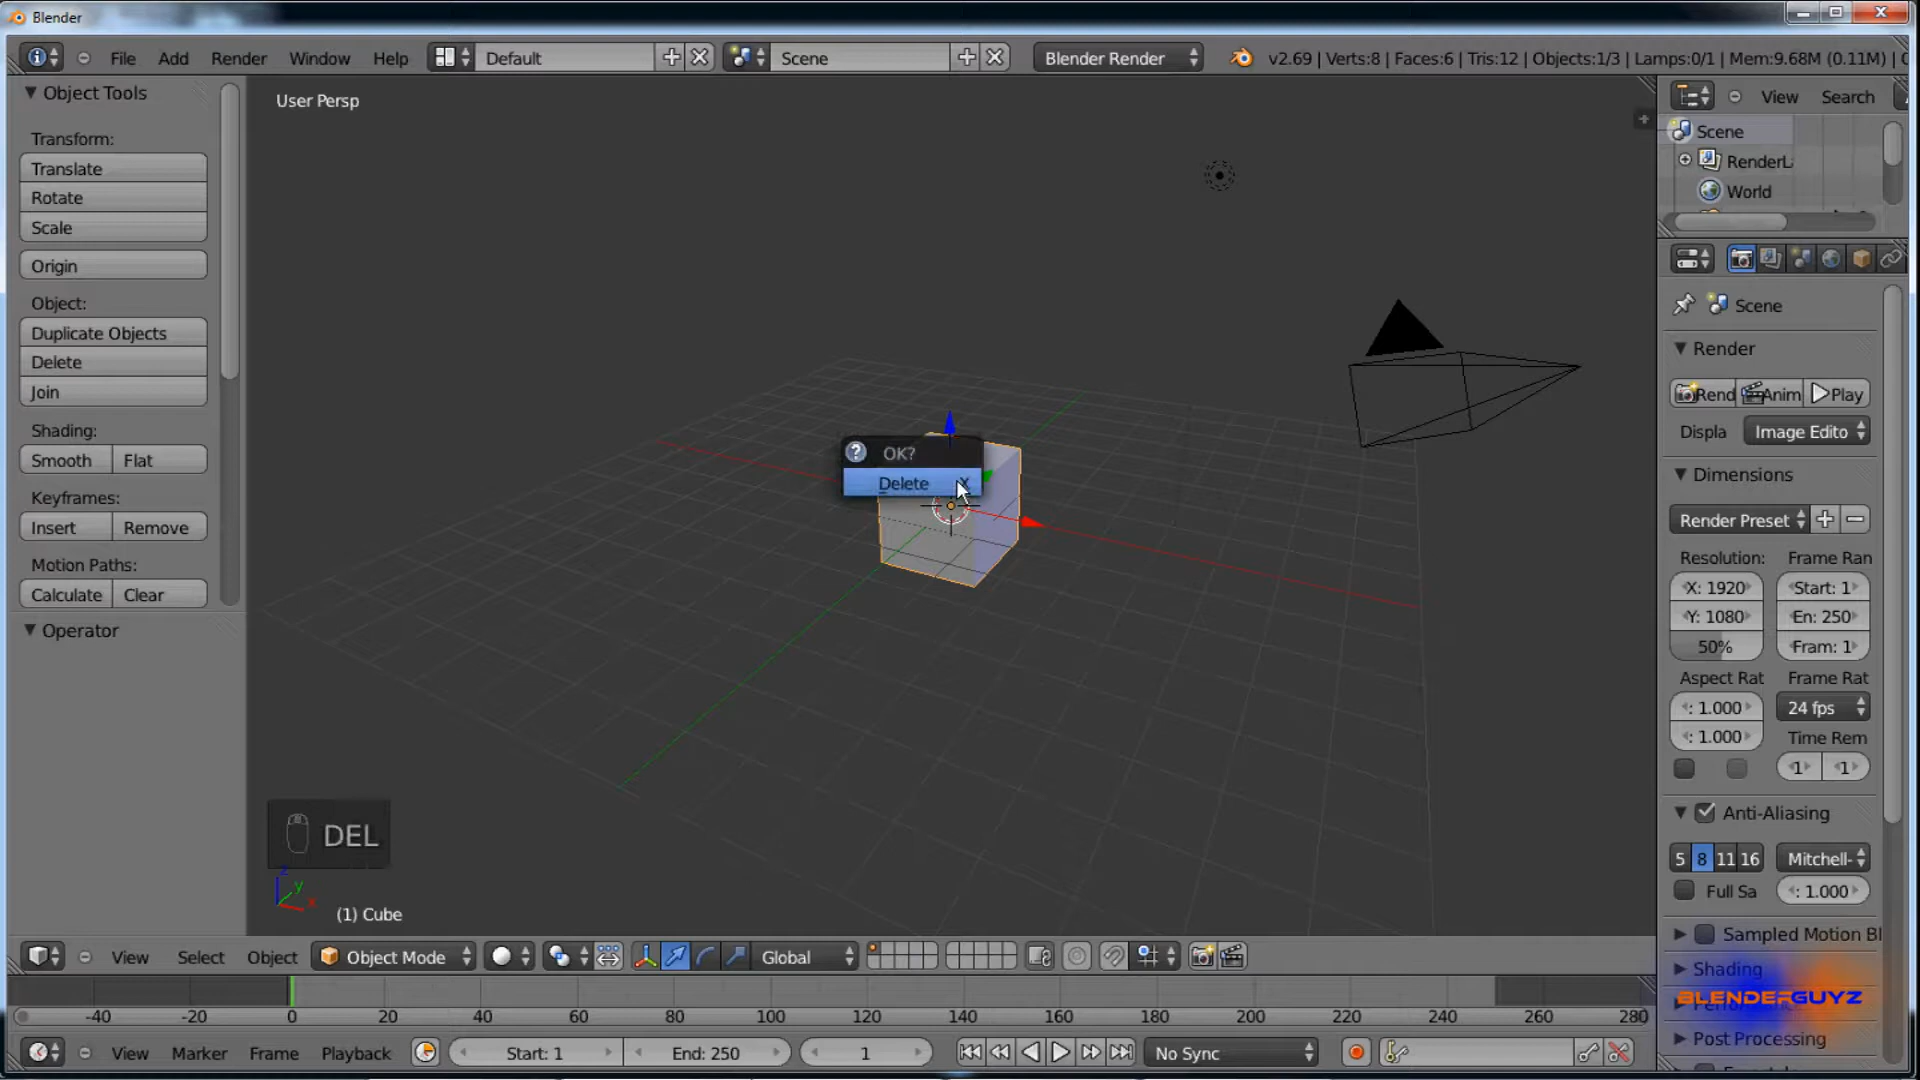 Blender
File Add Render Window Help Default Scene Blender Render v2.69 | Verts:8 | Faces:6 | Tris:12 | Objects:1/3 | Lamps:0/1 | Mem:9.68M (0.11M) |
Object Tools
Transform:
Translate
Rotate
Scale
Origin
Object:
Duplicate Objects
Delete
Join
Shading:
Smooth Flat
Keyframes:
Insert Remove
Motion Paths:
Calculate Clear
Operator
User Persp
OK?
Delete X
DEL
z
y
x
(1) Cube
View Search
Scene
RenderL
World
Scene
Render
Rend Anim Play
Displa Image Edito
Dimensions
Render Preset
Resolution: Frame Ran
X: 1920 Start: 1
Y: 1080 En: 250
50% Fram: 1
Aspect Rat Frame Rat
: 1.000 24 fps
: 1.000 Time Rem
1 1
Anti-Aliasing
5 8 11 16 Mitchell-
Full Sa : 1.000
Sampled Motion Bl
Shading
BLENDERGUYZ
Post Processing
View Select Object Object Mode Global
-40 -20 0 20 40 60 80 100 120 140 160 180 200 220 240 260 280
View Marker Frame Playback Start: 1 End: 250 1 No Sync